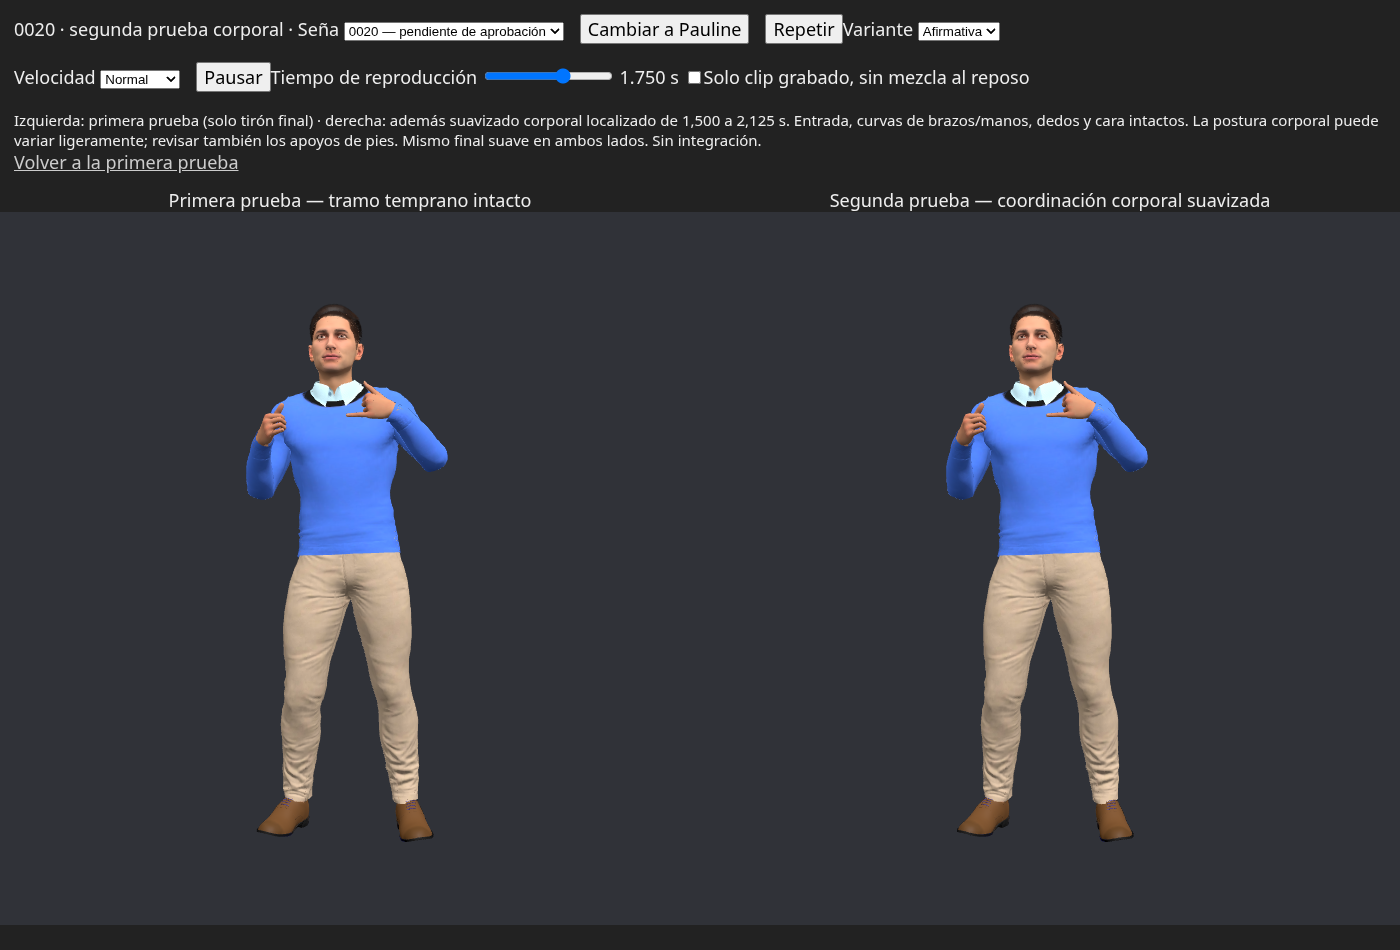 0020 · segunda prueba corporal · Seña 0020 — pendiente de aprobación Cambiar a Pauline Repetir Variante Afirmativa
Velocidad Normal Pausar Tiempo de reproducción 1.750 s Solo clip grabado, sin mezcla al reposo
Izquierda: primera prueba (solo tirón final) · derecha: además suavizado corporal localizado de 1,500 a 2,125 s. Entrada, curvas de brazos/manos, dedos y cara intactos. La postura corporal puede
variar ligeramente; revisar también los apoyos de pies. Mismo final suave en ambos lados. Sin integración.
Volver a la primera prueba
Primera prueba — tramo temprano intacto
Segunda prueba — coordinación corporal suavizada